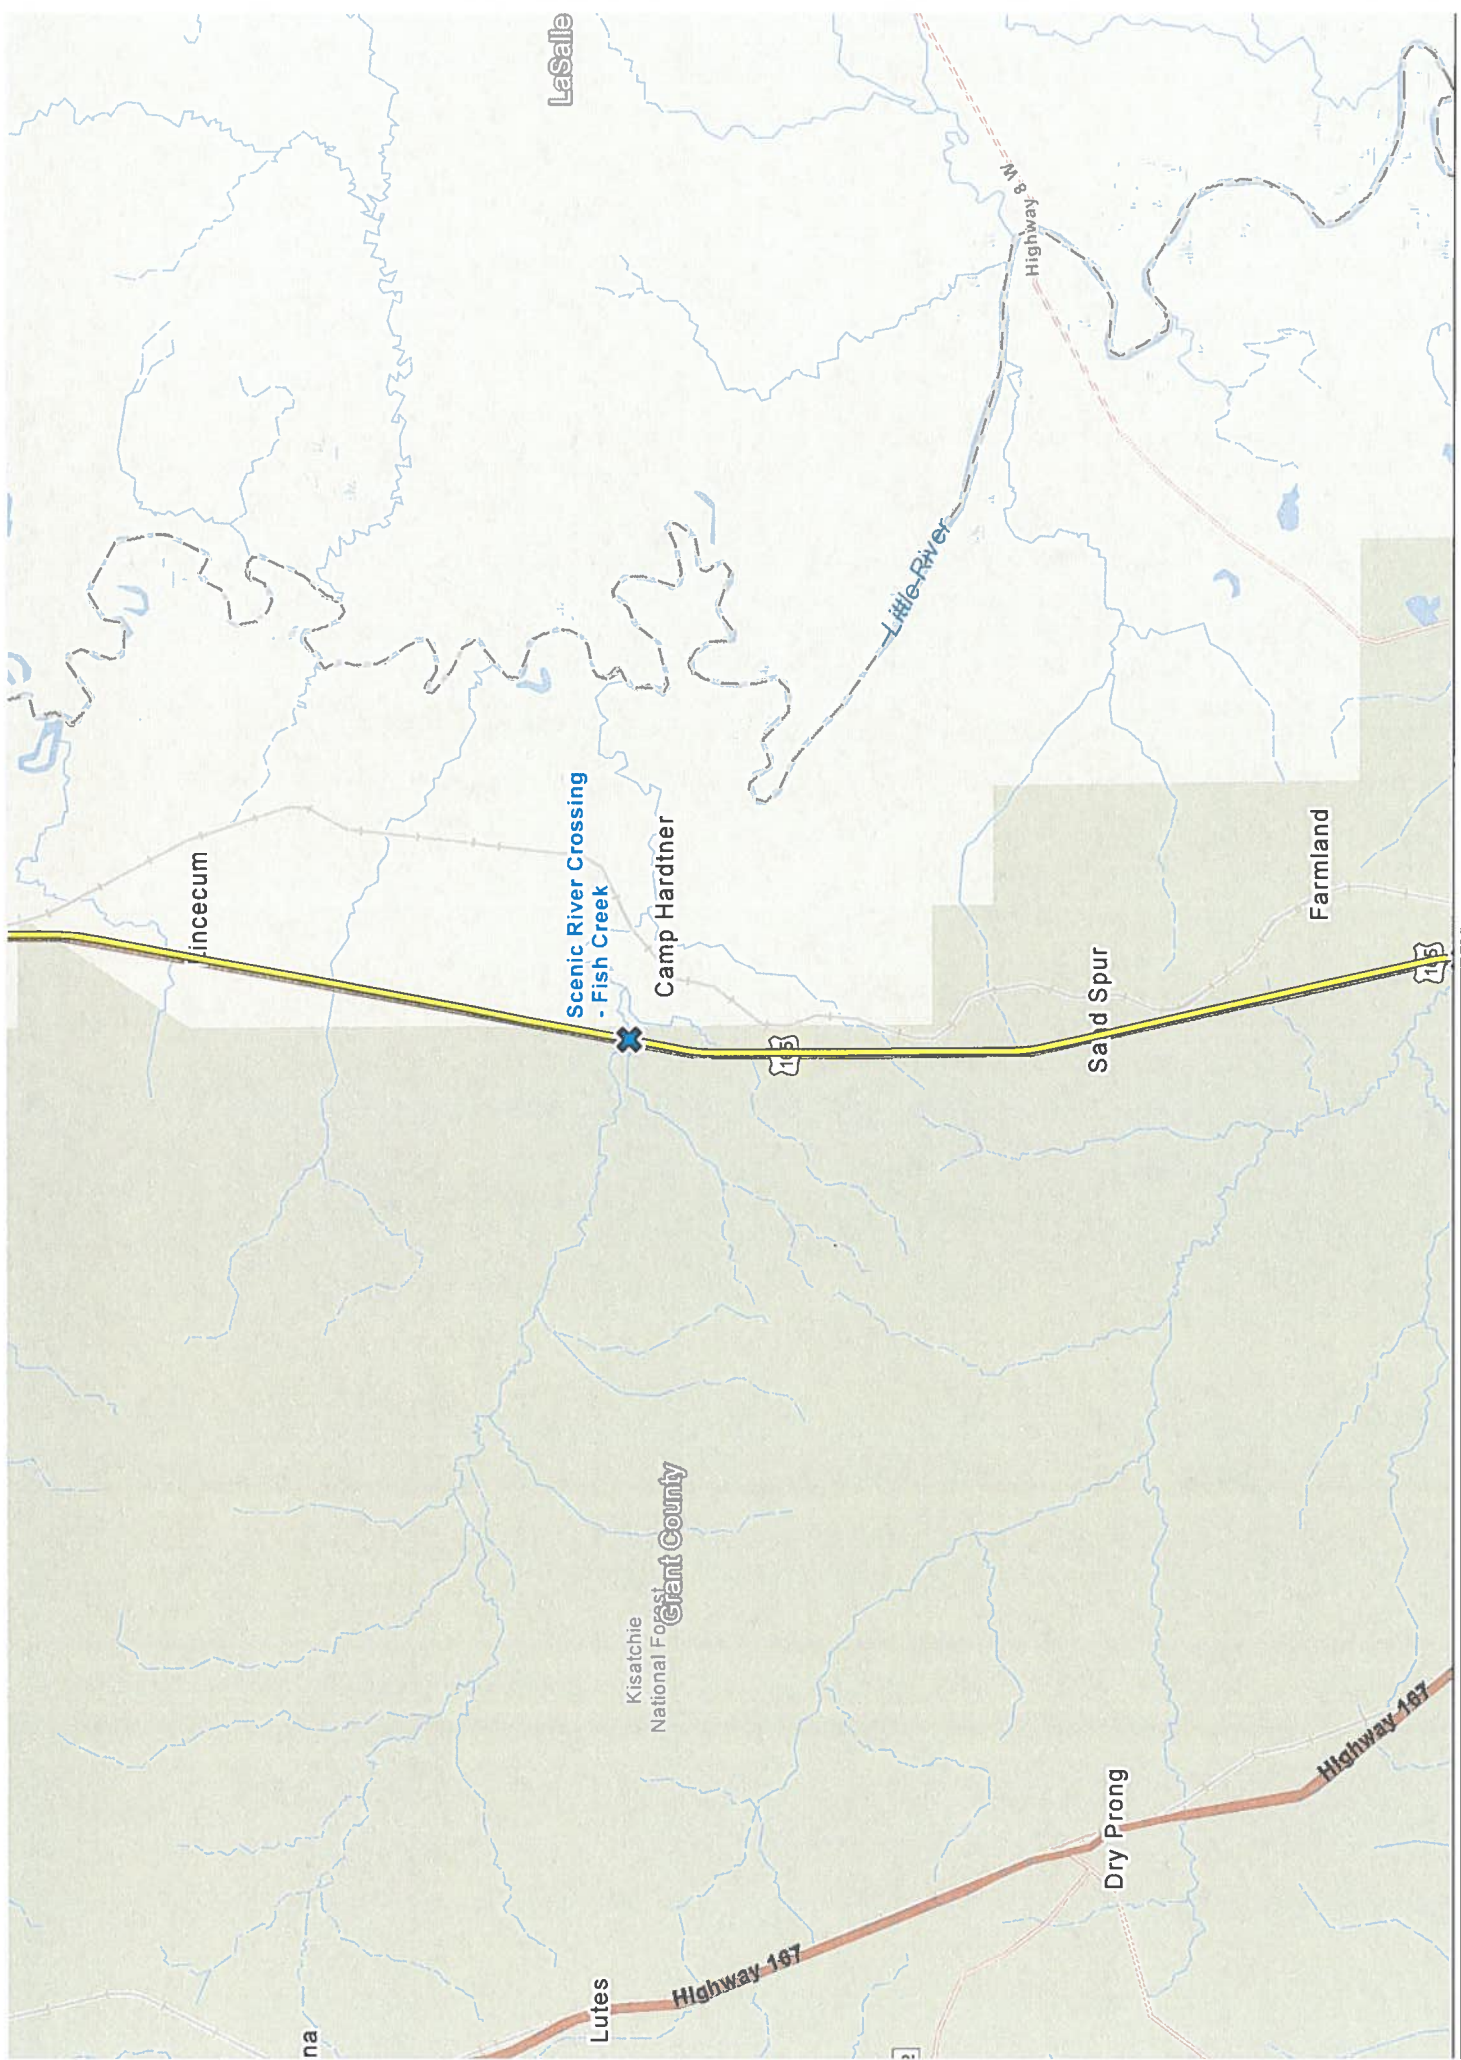 LaSalle
Highway 8 W
Little River
Lincecum
Scenic River Crossing
- Fish Creek
Camp Hardtner
Farmland
Sand Spur
165
165
Kisatchie
National Forest
Grant County
Highway 167
Dry Prong
Highway 167
Lutes
na